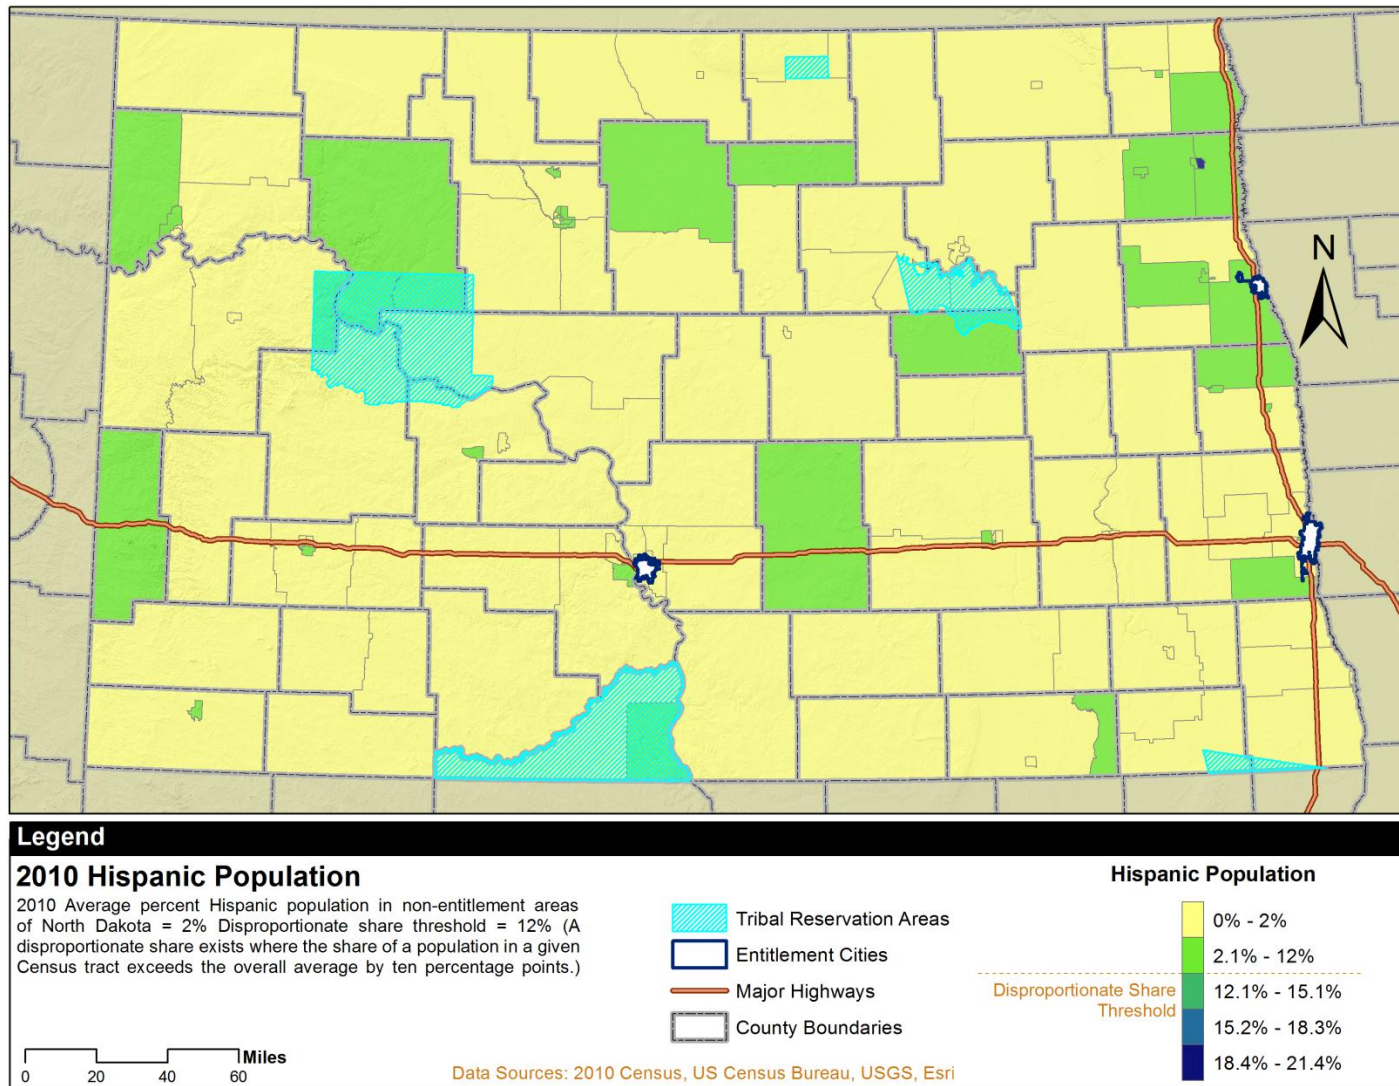 N
Legend
2010 Hispanic Population
2010 Average percent Hispanic population in non-entitlement areas
of North Dakota = 2% Disproportionate share threshold = 12% (A
disproportionate share exists where the share of a population in a given
Census tract exceeds the overall average by ten percentage points.)
Miles
0 20 40 60
Tribal Reservation Areas
Entitlement Cities
Major Highways
County Boundaries
Data Sources: 2010 Census, US Census Bureau, USGS, Esri
Hispanic Population
0% - 2%
2.1% - 12%
Disproportionate Share
Threshold
12.1% - 15.1%
15.2% - 18.3%
18.4% - 21.4%